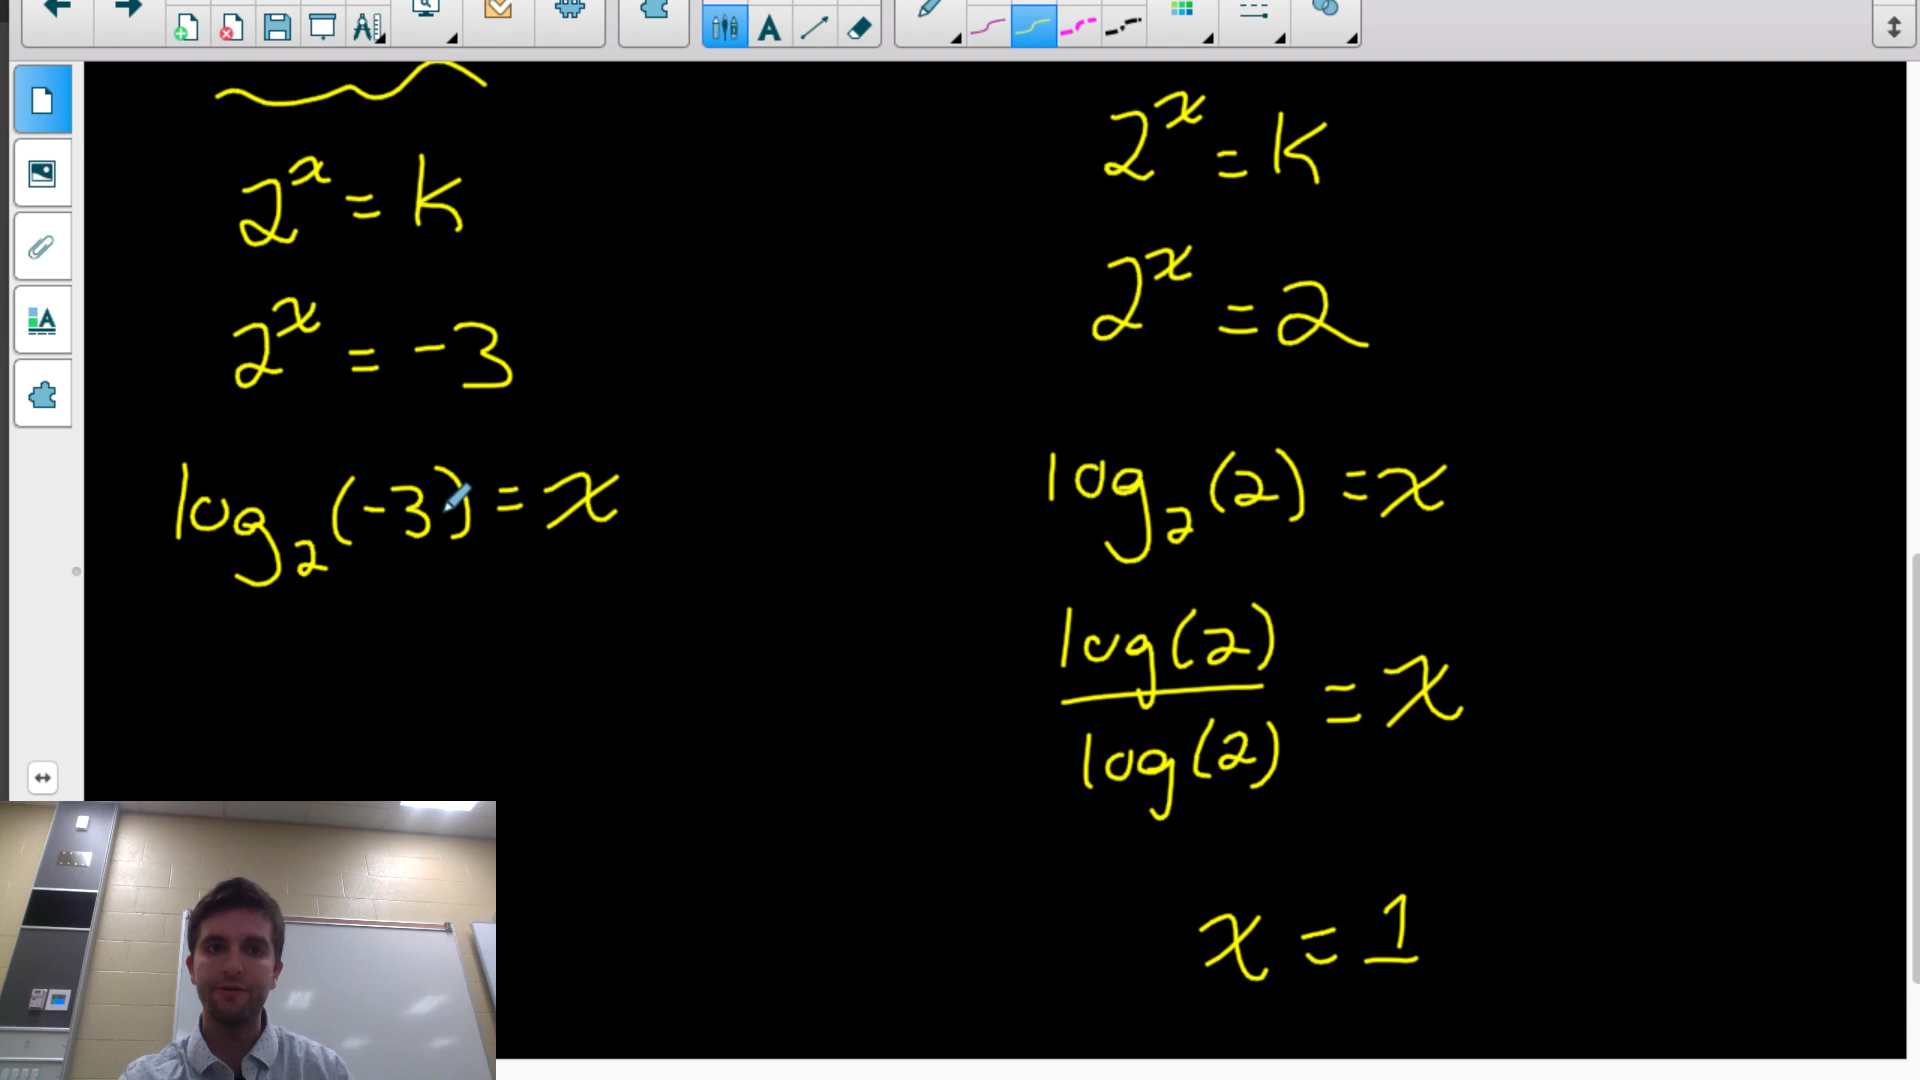 2^x = K
2^x = -3
log_2(-3) = x
2^x = K
2^x = 2
log_2(2) = x
log(2)
log(2) = x
x = 1
A
A